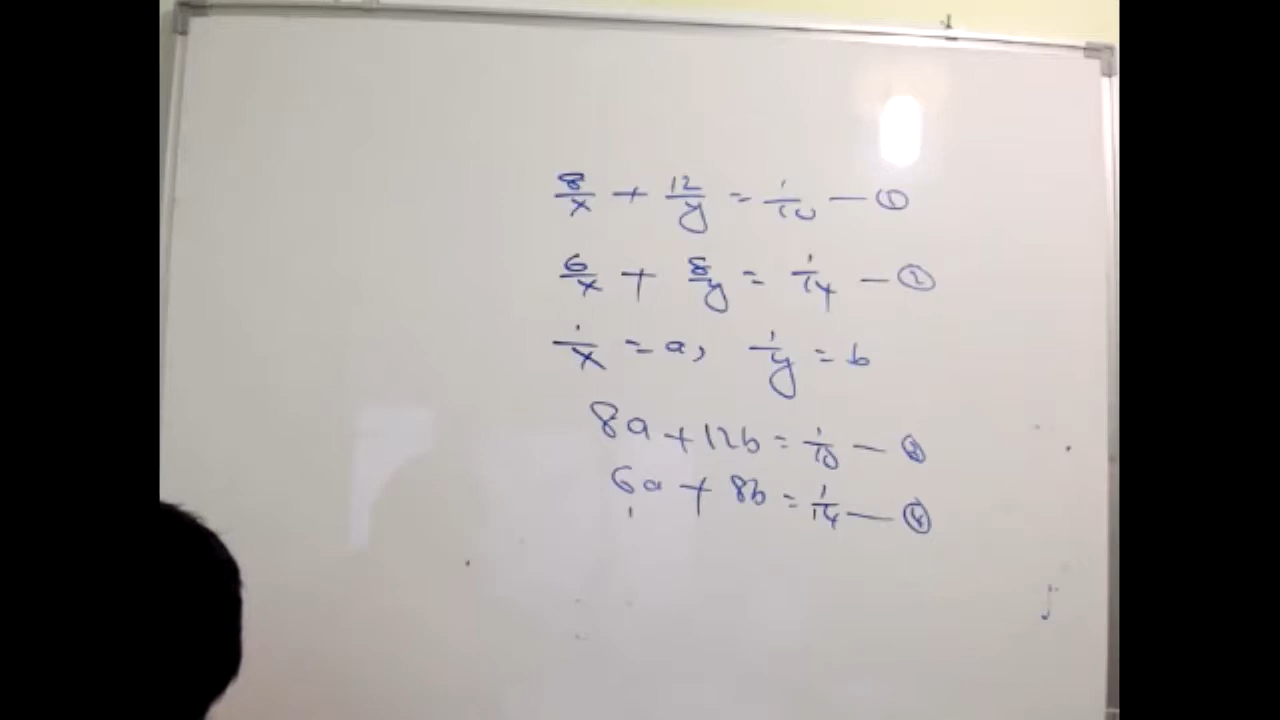 8/x + 12/y = 1/10 — ①
6/x + 8/y = 1/14 — ②
1/x = a, 1/y = b
8a + 12b = 1/10 — ③
6a + 8b = 1/14 — ④